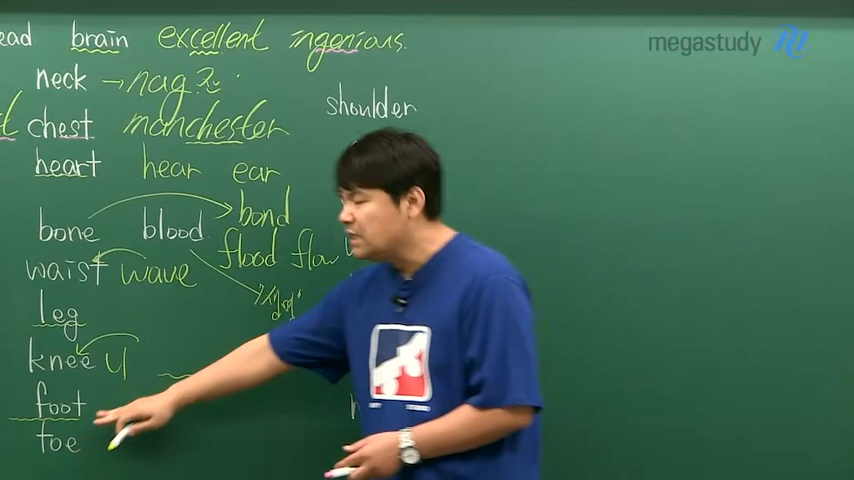 ead brain excellent ingenious
megastudy
neck → nag
shoulder
chest manchester
heart hear ear
bone blood bond
flood flow
waist wave
leg
knee
foot
toe